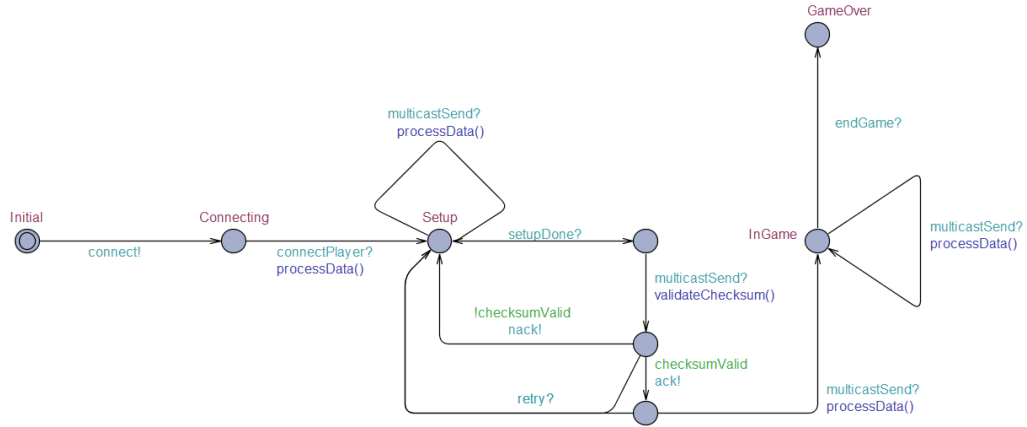 GameOver
multicastSend?
processData()
endGame?
Initial
Connecting
Setup
setupDone?
InGame
multicastSend?
processData()
connect!
connectPlayer?
processData()
multicastSend?
validateChecksum()
!checksumValid
nack!
checksumValid
ack!
retry?
multicastSend?
processData()